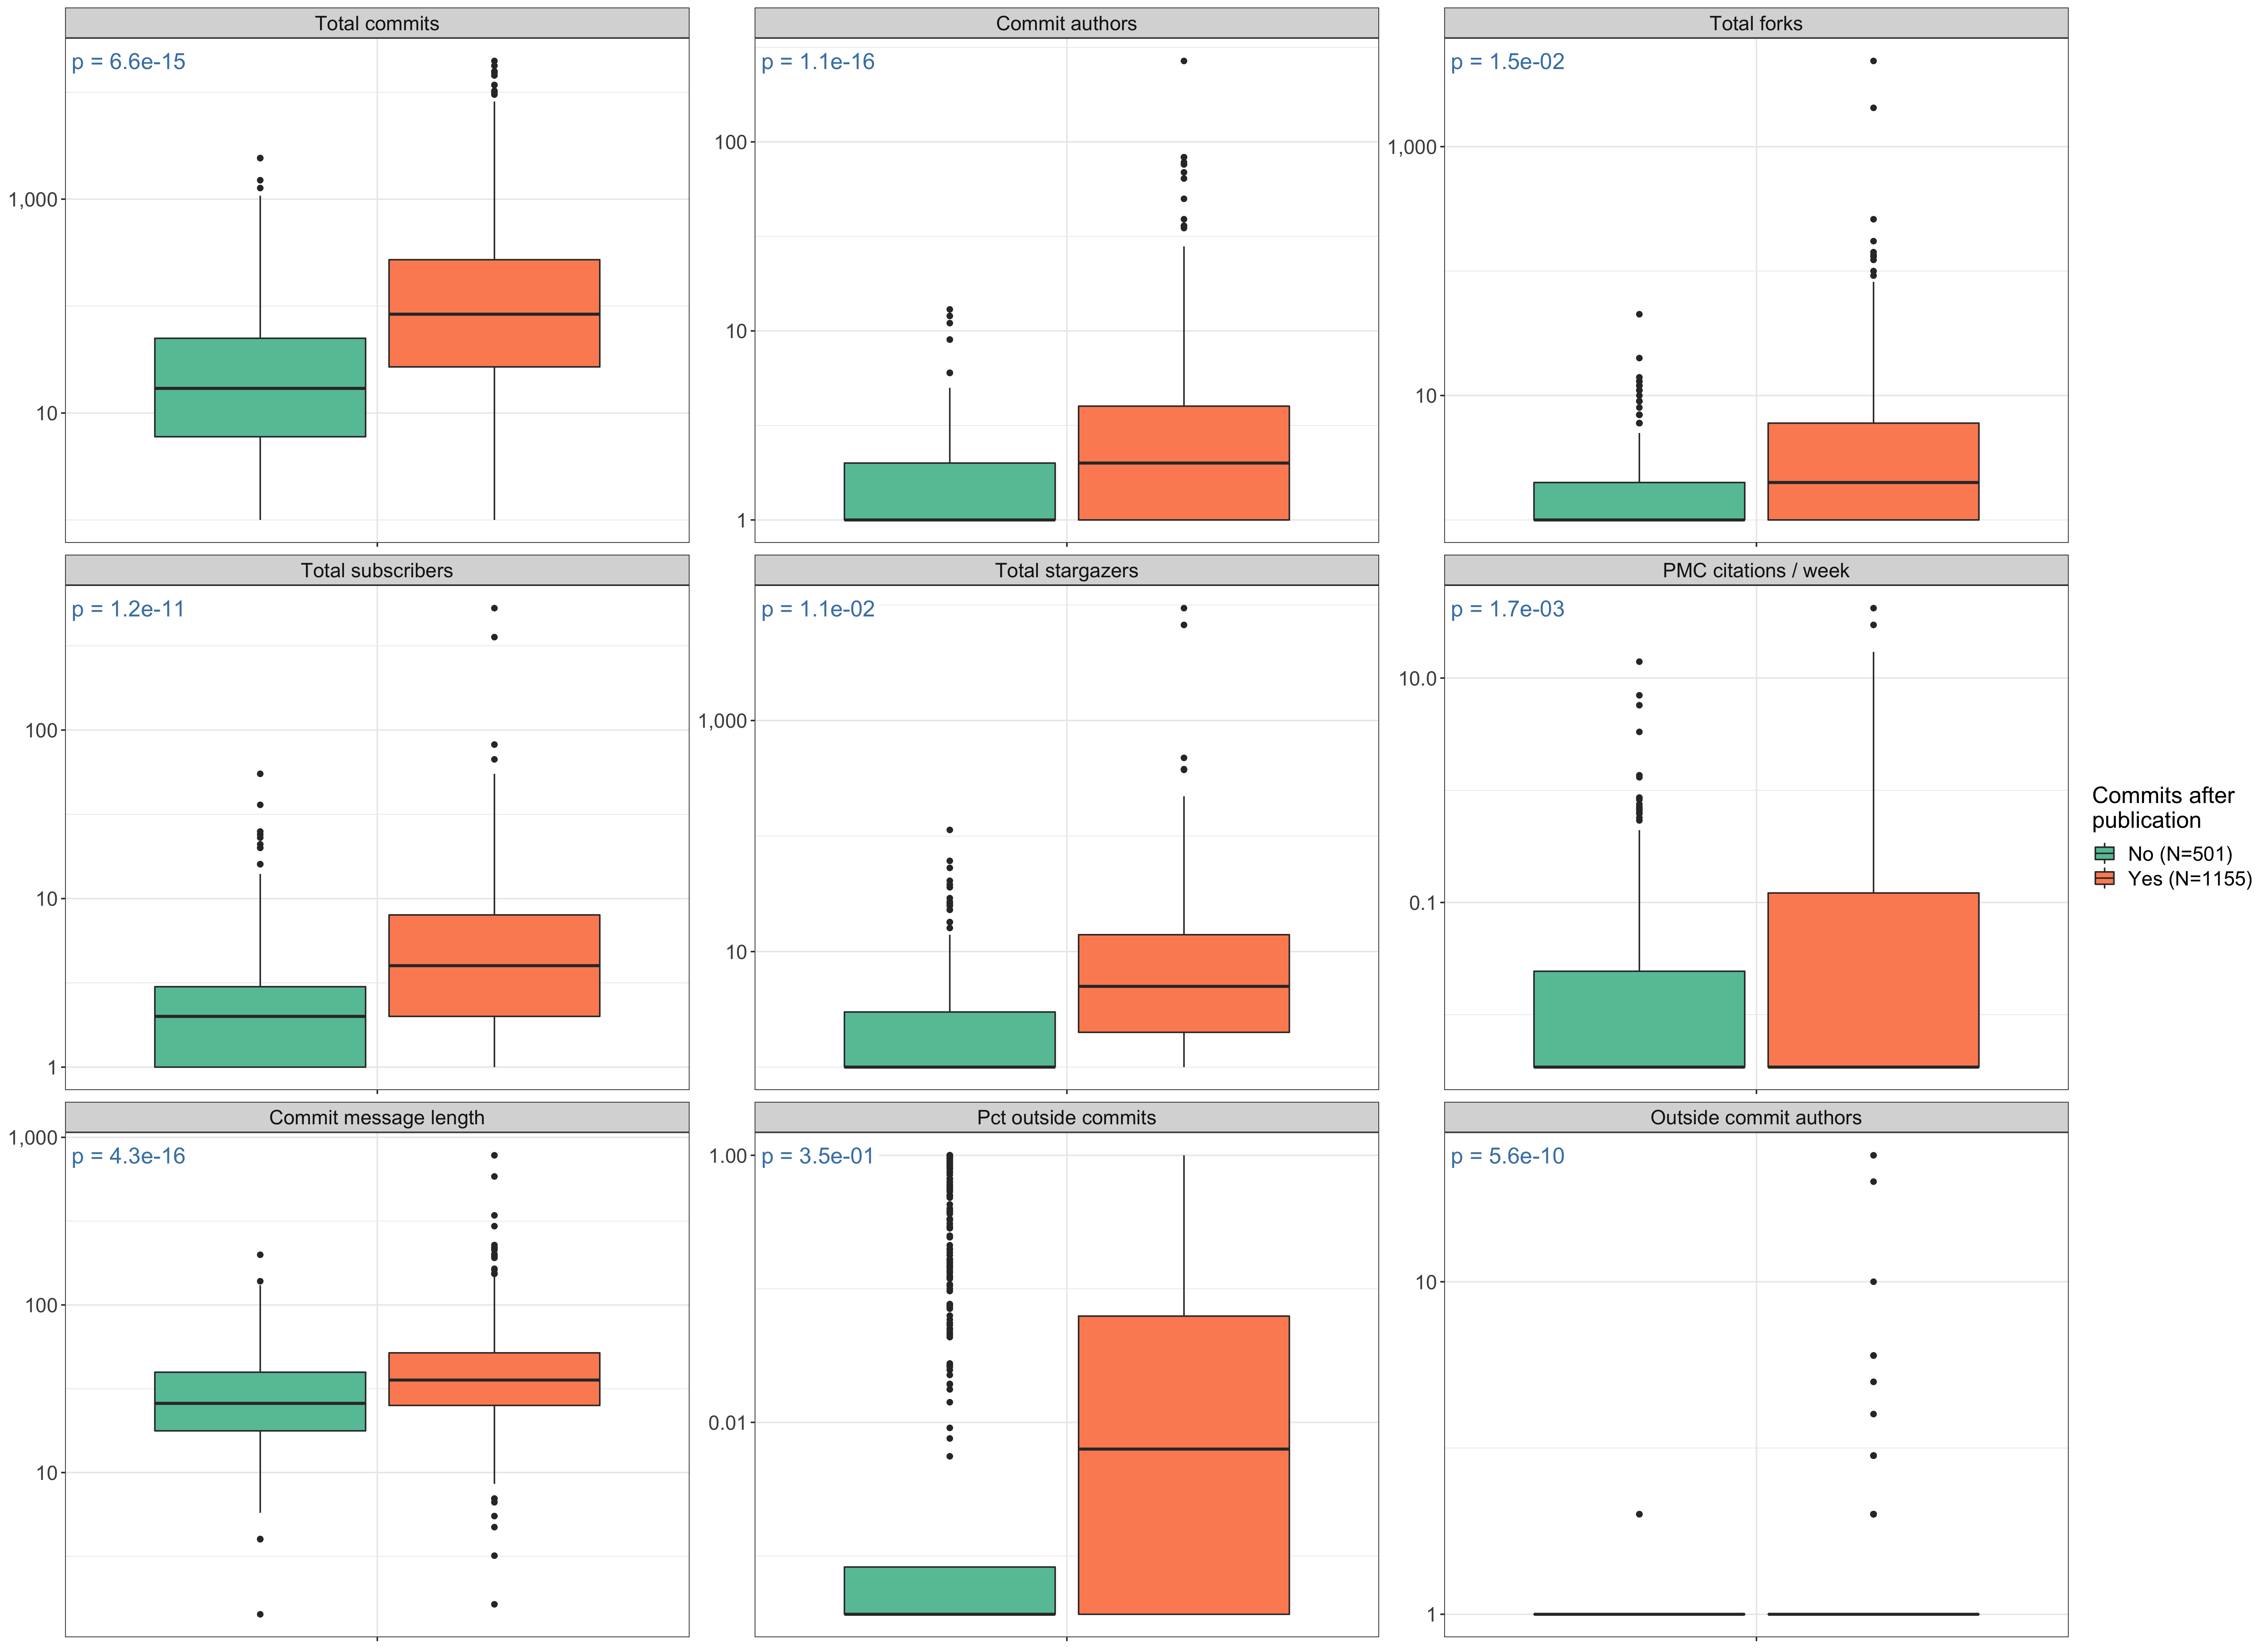 Total commits
p = 6.6e-15
1,000
10
Commit authors
p = 1.1e-16
100
10
1
Total forks
p = 1.5e-02
1,000
10
Total subscribers
p = 1.2e-11
100
10
1
Total stargazers
p = 1.1e-02
1,000
10
PMC citations / week
p = 1.7e-03
10.0
0.1
Commit message length
p = 4.3e-16
1,000
100
10
Pct outside commits
p = 3.5e-01
1.00
0.01
Outside commit authors
p = 5.6e-10
10
1
Commits after
publication
No (N=501)
Yes (N=1155)